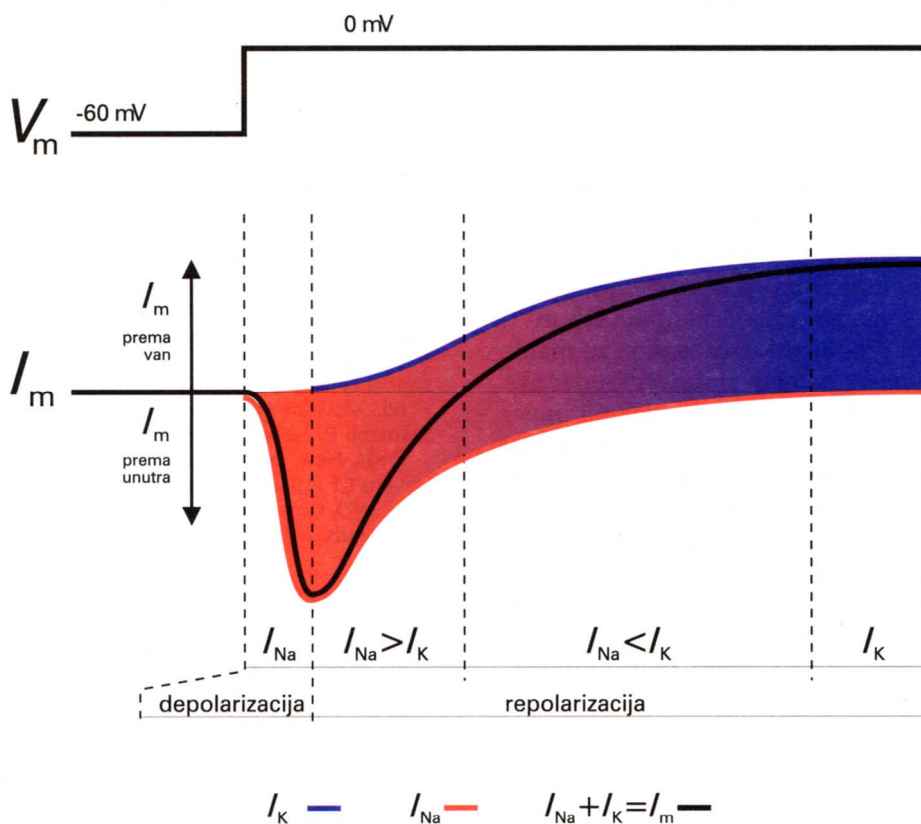 0 mV
-60 mV
Vm
Im
prema
van
Im
Im
prema
unutra
INa
INa>IK
INa<IK
IK
depolarizacija
repolarizacija
IK
INa
INa+IK=Im